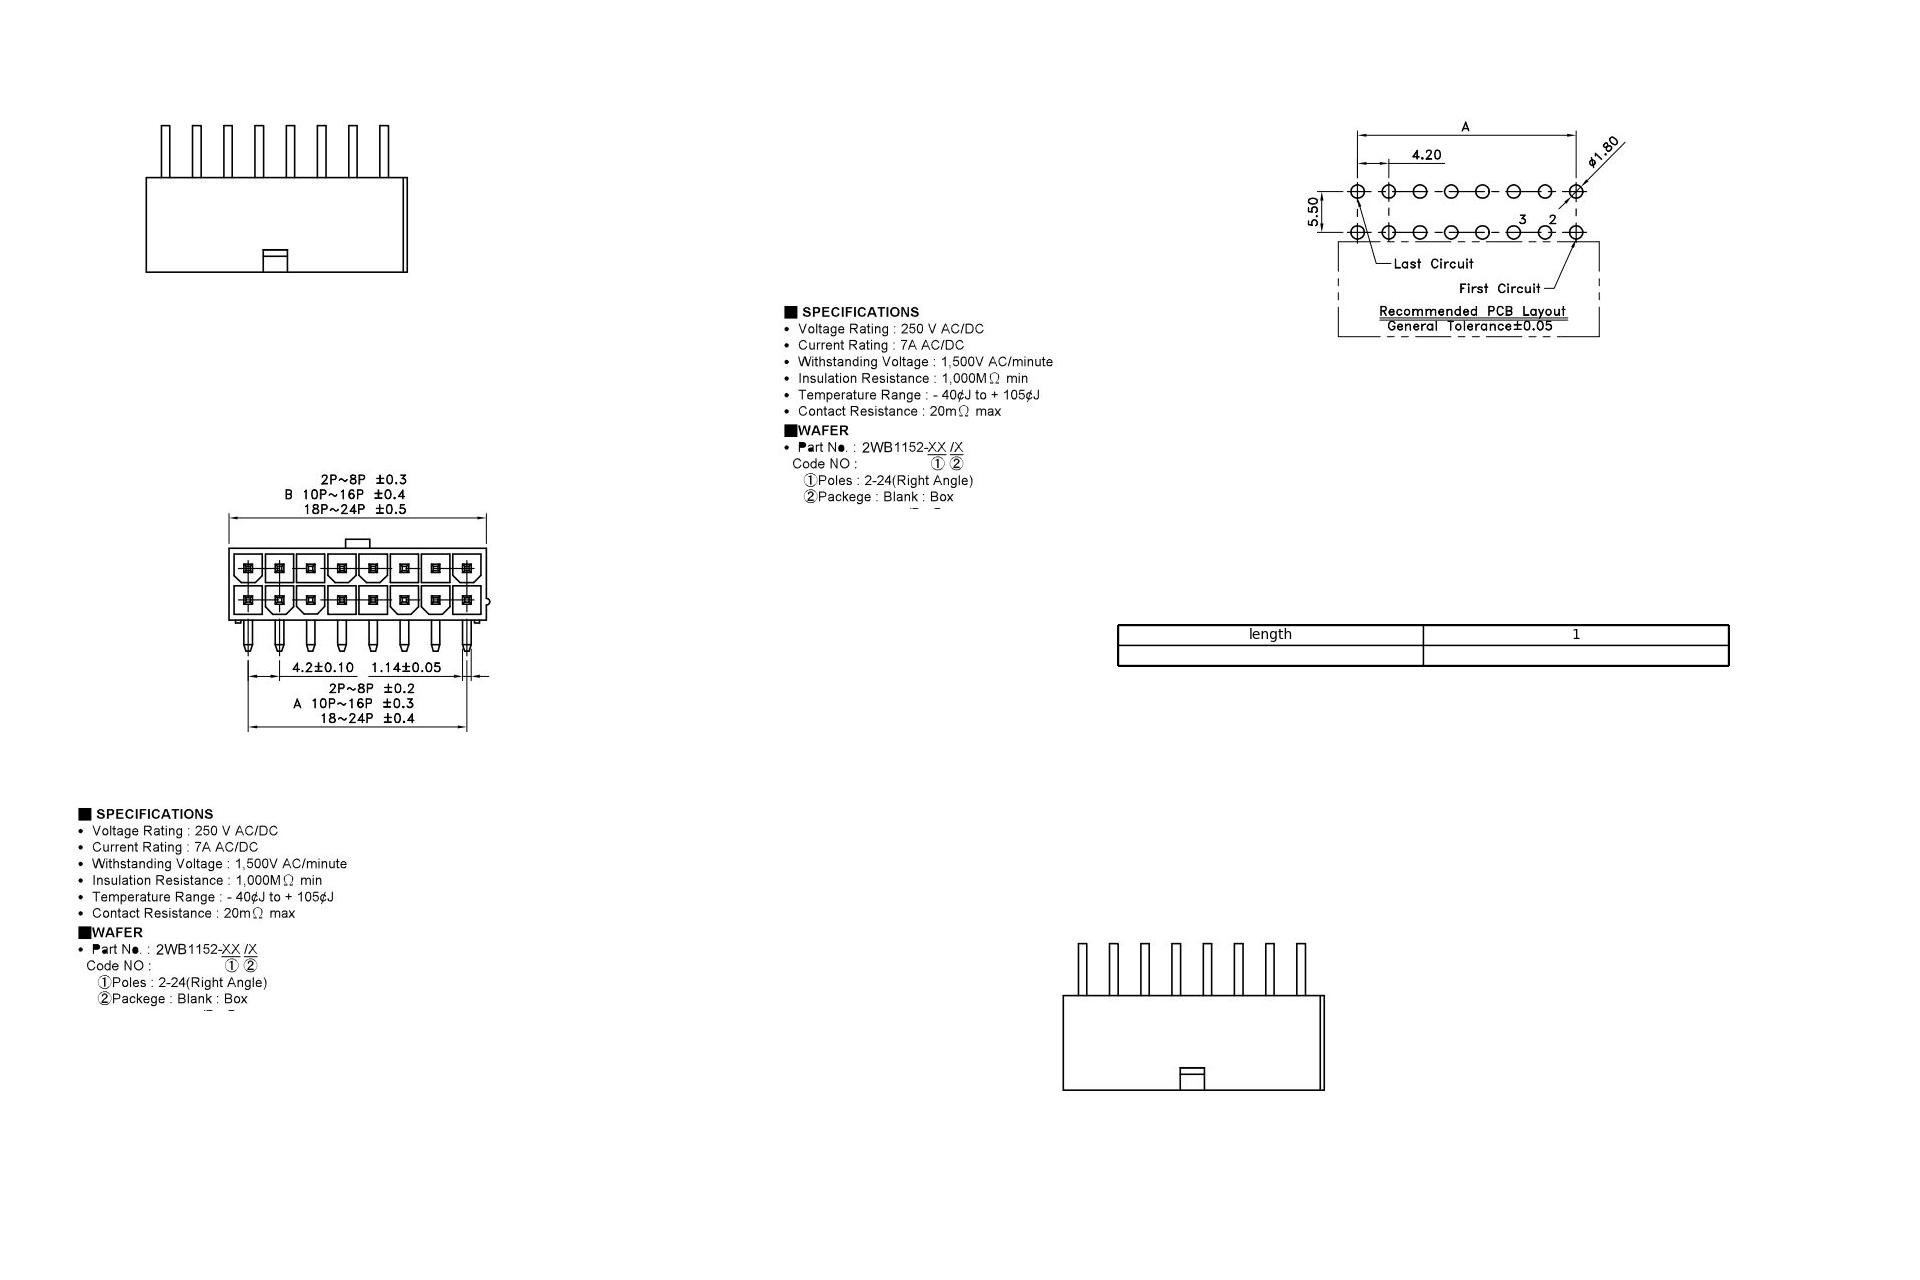 A
4.20
ø1.80
5.50
3 2
Last Circuit
First Circuit
Recommended PCB Layout
General Tolerance±0.05
■ SPECIFICATIONS
• Voltage Rating : 250 V AC/DC
• Current Rating : 7A AC/DC
• Withstanding Voltage : 1,500V AC/minute
• Insulation Resistance : 1,000MΩ min
• Temperature Range : - 40¢J to + 105¢J
• Contact Resistance : 20mΩ max
■WAFER
• Part No. : 2WB1152-XX /X
Code NO : ① ②
①Poles : 2-24(Right Angle)
②Packege : Blank : Box
2P~8P ±0.3
B 10P~16P ±0.4
18P~24P ±0.5
4.2±0.10 1.14±0.05
2P~8P ±0.2
A 10P~16P ±0.3
18~24P ±0.4
length 1
■ SPECIFICATIONS
• Voltage Rating : 250 V AC/DC
• Current Rating : 7A AC/DC
• Withstanding Voltage : 1,500V AC/minute
• Insulation Resistance : 1,000MΩ min
• Temperature Range : - 40¢J to + 105¢J
• Contact Resistance : 20mΩ max
■WAFER
• Part No. : 2WB1152-XX /X
Code NO : ① ②
①Poles : 2-24(Right Angle)
②Packege : Blank : Box